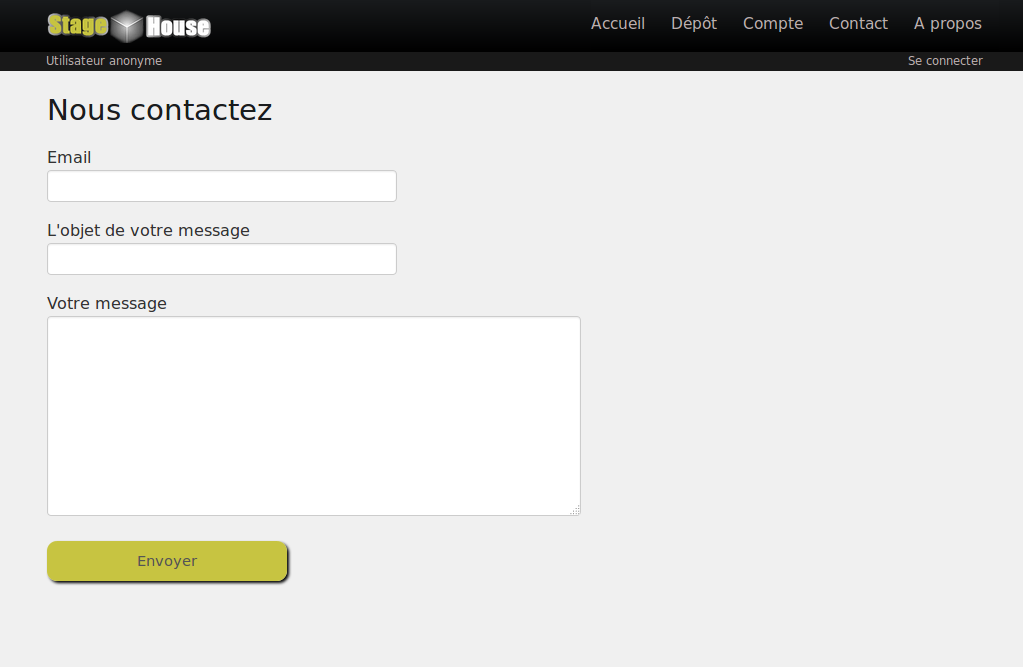 Stage House
Accueil Dépôt Compte Contact A propos
Utilisateur anonyme
Se connecter
Nous contactez
Email
L'objet de votre message
Votre message
Envoyer